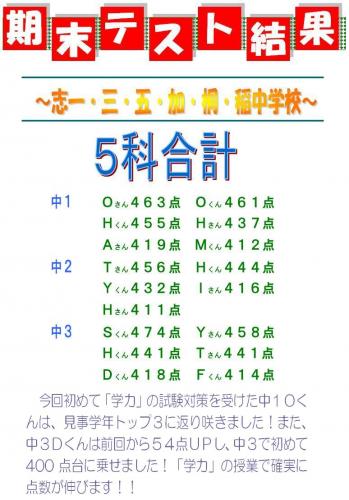 期末テスト結果
～志一・三・五・加・桐・稲中学校～
５科合計
中１ Ｏさん４６３点 Ｏくん４６１点
Ｈくん４５５点 Ｈさん４３７点
Ａさん４１９点 Ｍくん４１２点
中２ Ｔさん４５６点 Ｈくん４４４点
Ｙくん４３２点 Ｉさん４１６点
Ｈさん４１１点
中３ Ｓくん４７４点 Ｙさん４５８点
Ｈくん４４１点 Ｔさん４４１点
Ｄくん４１８点 Ｆくん４１４点
今回初めて「学力」の試験対策を受けた中１Ｏく
んは、見事学年トップ３に返り咲きました！また、
中３Ｄくんは前回から５４点ＵＰし、中３で初めて
400 点台に乗せました！「学力」の授業で確実に
点数が伸びます！！